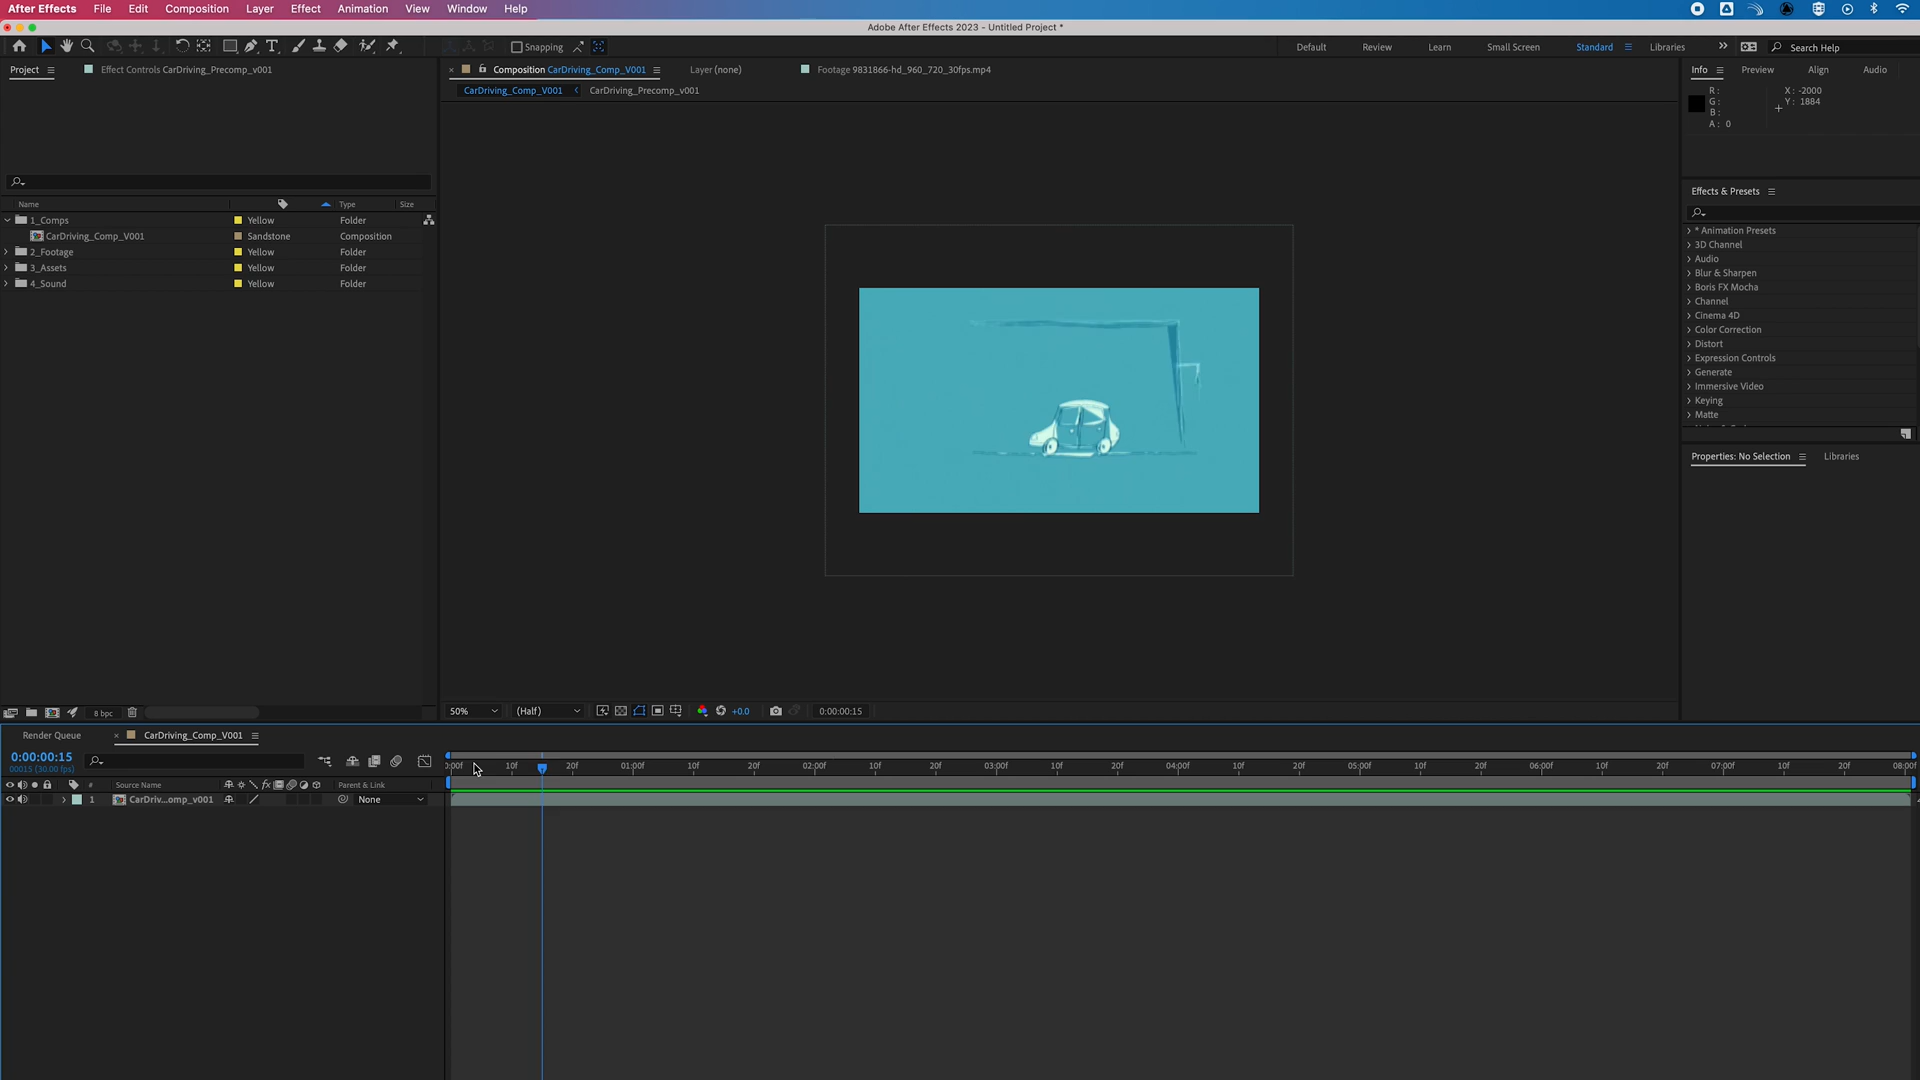 After Effects File Edit Composition Layer Effect Animation View Window Help
Adobe After Effects 2023 - Untitled Project *
Snapping Default Review Learn Small Screen Standard Libraries Search Help
Project Effect Controls CarDriving_Precomp_v001
Composition CarDriving_Comp_V001 Layer (none) Footage 9831866-hd_960_720_30fps.mp4
CarDriving_Comp_V001 CarDriving_Precomp_v001
Info Preview Align Audio
R: X: -2000
G: Y: 1884
B:
A: 0
Effects & Presets
* Animation Presets
3D Channel
Audio
Blur & Sharpen
Boris FX Mocha
Channel
Cinema 4D
Color Correction
Distort
Expression Controls
Generate
Immersive Video
Keying
Matte
Properties: No Selection Libraries
Name Type Size
1_Comps Yellow Folder
CarDriving_Comp_V001 Sandstone Composition
2_Footage Yellow Folder
3_Assets Yellow Folder
4_Sound Yellow Folder
8 bpc
50% (Half) +0.0 0:00:00:15
Render Queue CarDriving_Comp_V001
0:00:00:15
00015 (30.00 fps)
:00f 10f 20f 01:00f 10f 20f 02:00f 10f 20f 03:00f 10f 20f 04:00f 10f 20f 05:00f 10f 20f 06:00f 10f 20f 07:00f 10f 20f 08:00f
# Source Name fx Parent & Link
1 CarDriv...omp_v001 None